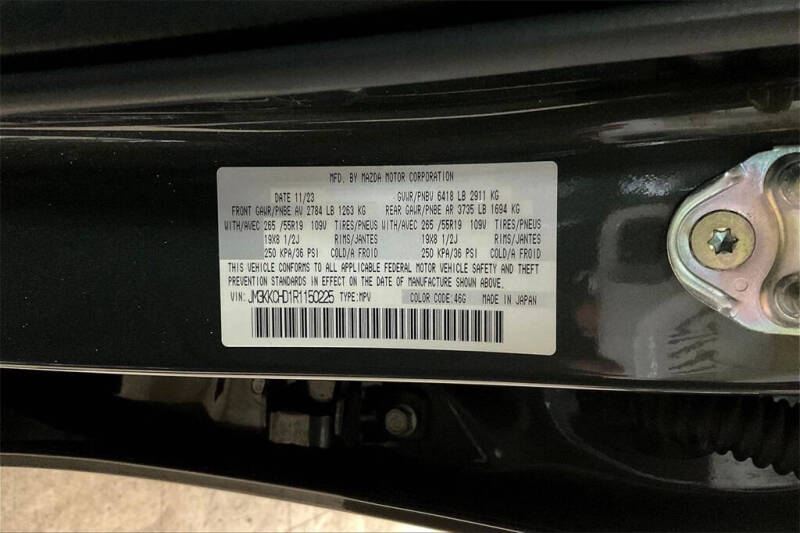 MFD. BY MAZDA MOTOR CORPORATION
DATE 11/23 GVWR/PNBV 6418 LB 2911 KG
FRONT GAWR/PNBE AV 2784 LB 1263 KG REAR GAWR/PNBE AR 3735 LB 1694 KG
WITH/AVEC 265 /55R19 109V TIRES/PNEUS WITH/AVEC 265 /55R19 109V TIRES/PNEUS
19X8 1/2J RIMS/JANTES 19X8 1/2J RIMS/JANTES
250 KPA/36 PSI COLD/A FROID 250 KPA/36 PSI COLD/A FROID
THIS VEHICLE CONFORMS TO ALL APPLICABLE FEDERAL MOTOR VEHICLE SAFETY AND THEFT
PREVENTION STANDARDS IN EFFECT ON THE DATE OF MANUFACTURE SHOWN ABOVE.
VIN: JM3KKCHD1R1150225 TYPE:MPV COLOR CODE:46G MADE IN JAPAN